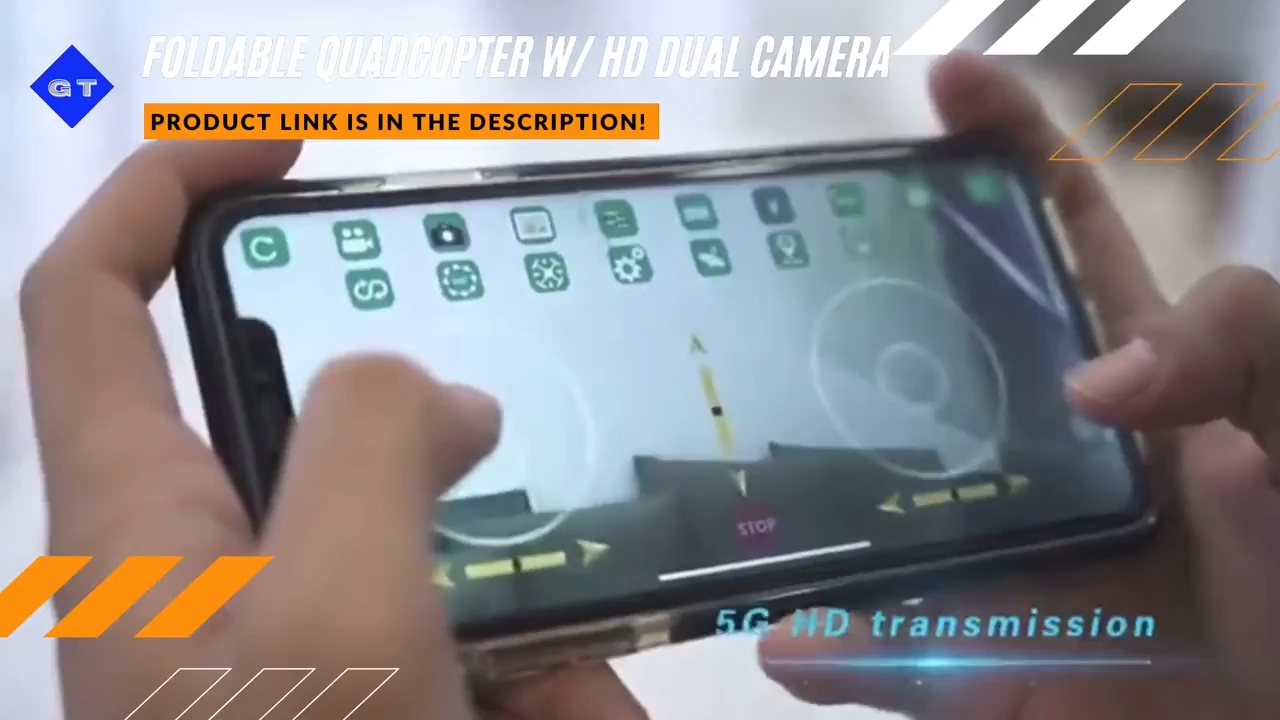 GT
FOLDABLE QUADCOPTER W/ HD DUAL CAMERA
PRODUCT LINK IS IN THE DESCRIPTION!
STOP
5G HD transmission